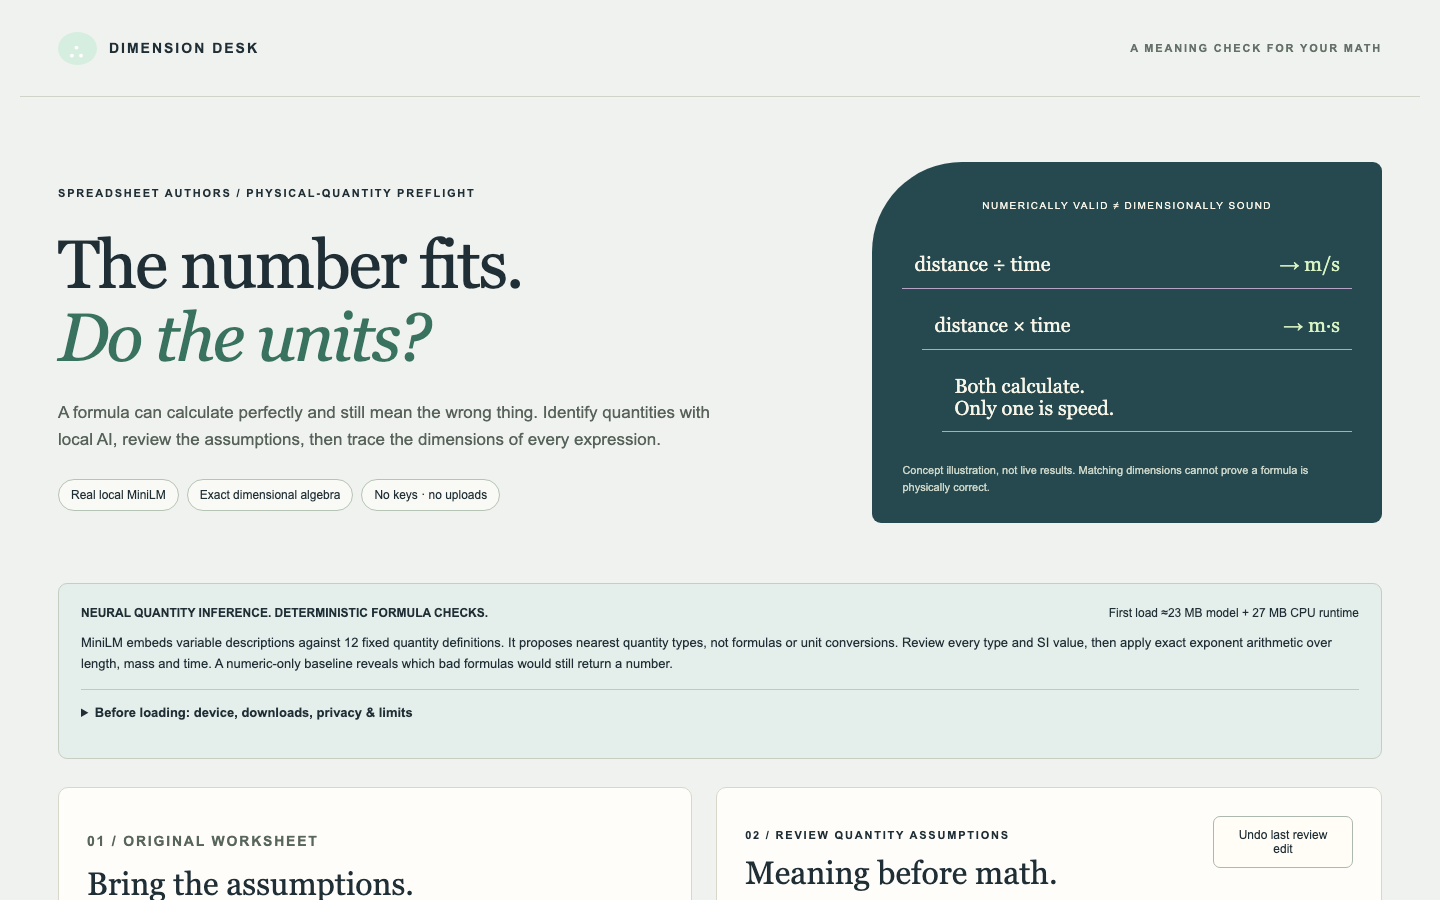 DIMENSION DESK
A MEANING CHECK FOR YOUR MATH
SPREADSHEET AUTHORS / PHYSICAL-QUANTITY PREFLIGHT
The number fits.
Do the units?
A formula can calculate perfectly and still mean the wrong thing. Identify quantities with
local AI, review the assumptions, then trace the dimensions of every expression.
Real local MiniLM
Exact dimensional algebra
No keys · no uploads
NUMERICALLY VALID ≠ DIMENSIONALLY SOUND
distance ÷ time → m/s
distance × time → m·s
Both calculate.
Only one is speed.
Concept illustration, not live results. Matching dimensions cannot prove a formula is
physically correct.
NEURAL QUANTITY INFERENCE. DETERMINISTIC FORMULA CHECKS.
First load ≈23 MB model + 27 MB CPU runtime
MiniLM embeds variable descriptions against 12 fixed quantity definitions. It proposes nearest quantity types, not formulas or unit conversions. Review every type and SI value, then apply exact exponent arithmetic over
length, mass and time. A numeric-only baseline reveals which bad formulas would still return a number.
Before loading: device, downloads, privacy & limits
01 / ORIGINAL WORKSHEET
Bring the assumptions.
02 / REVIEW QUANTITY ASSUMPTIONS
Meaning before math.
Undo last review
edit